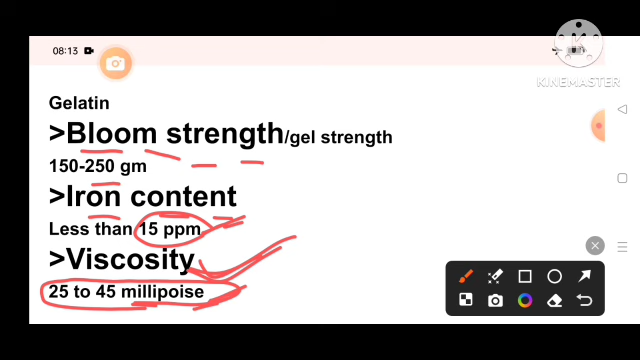 08:13
KINEMASTER
Gelatin
>Bloom strength/gel strength
150-250 gm
>Iron content
Less than 15 ppm
>Viscosity
25 to 45 millipoise